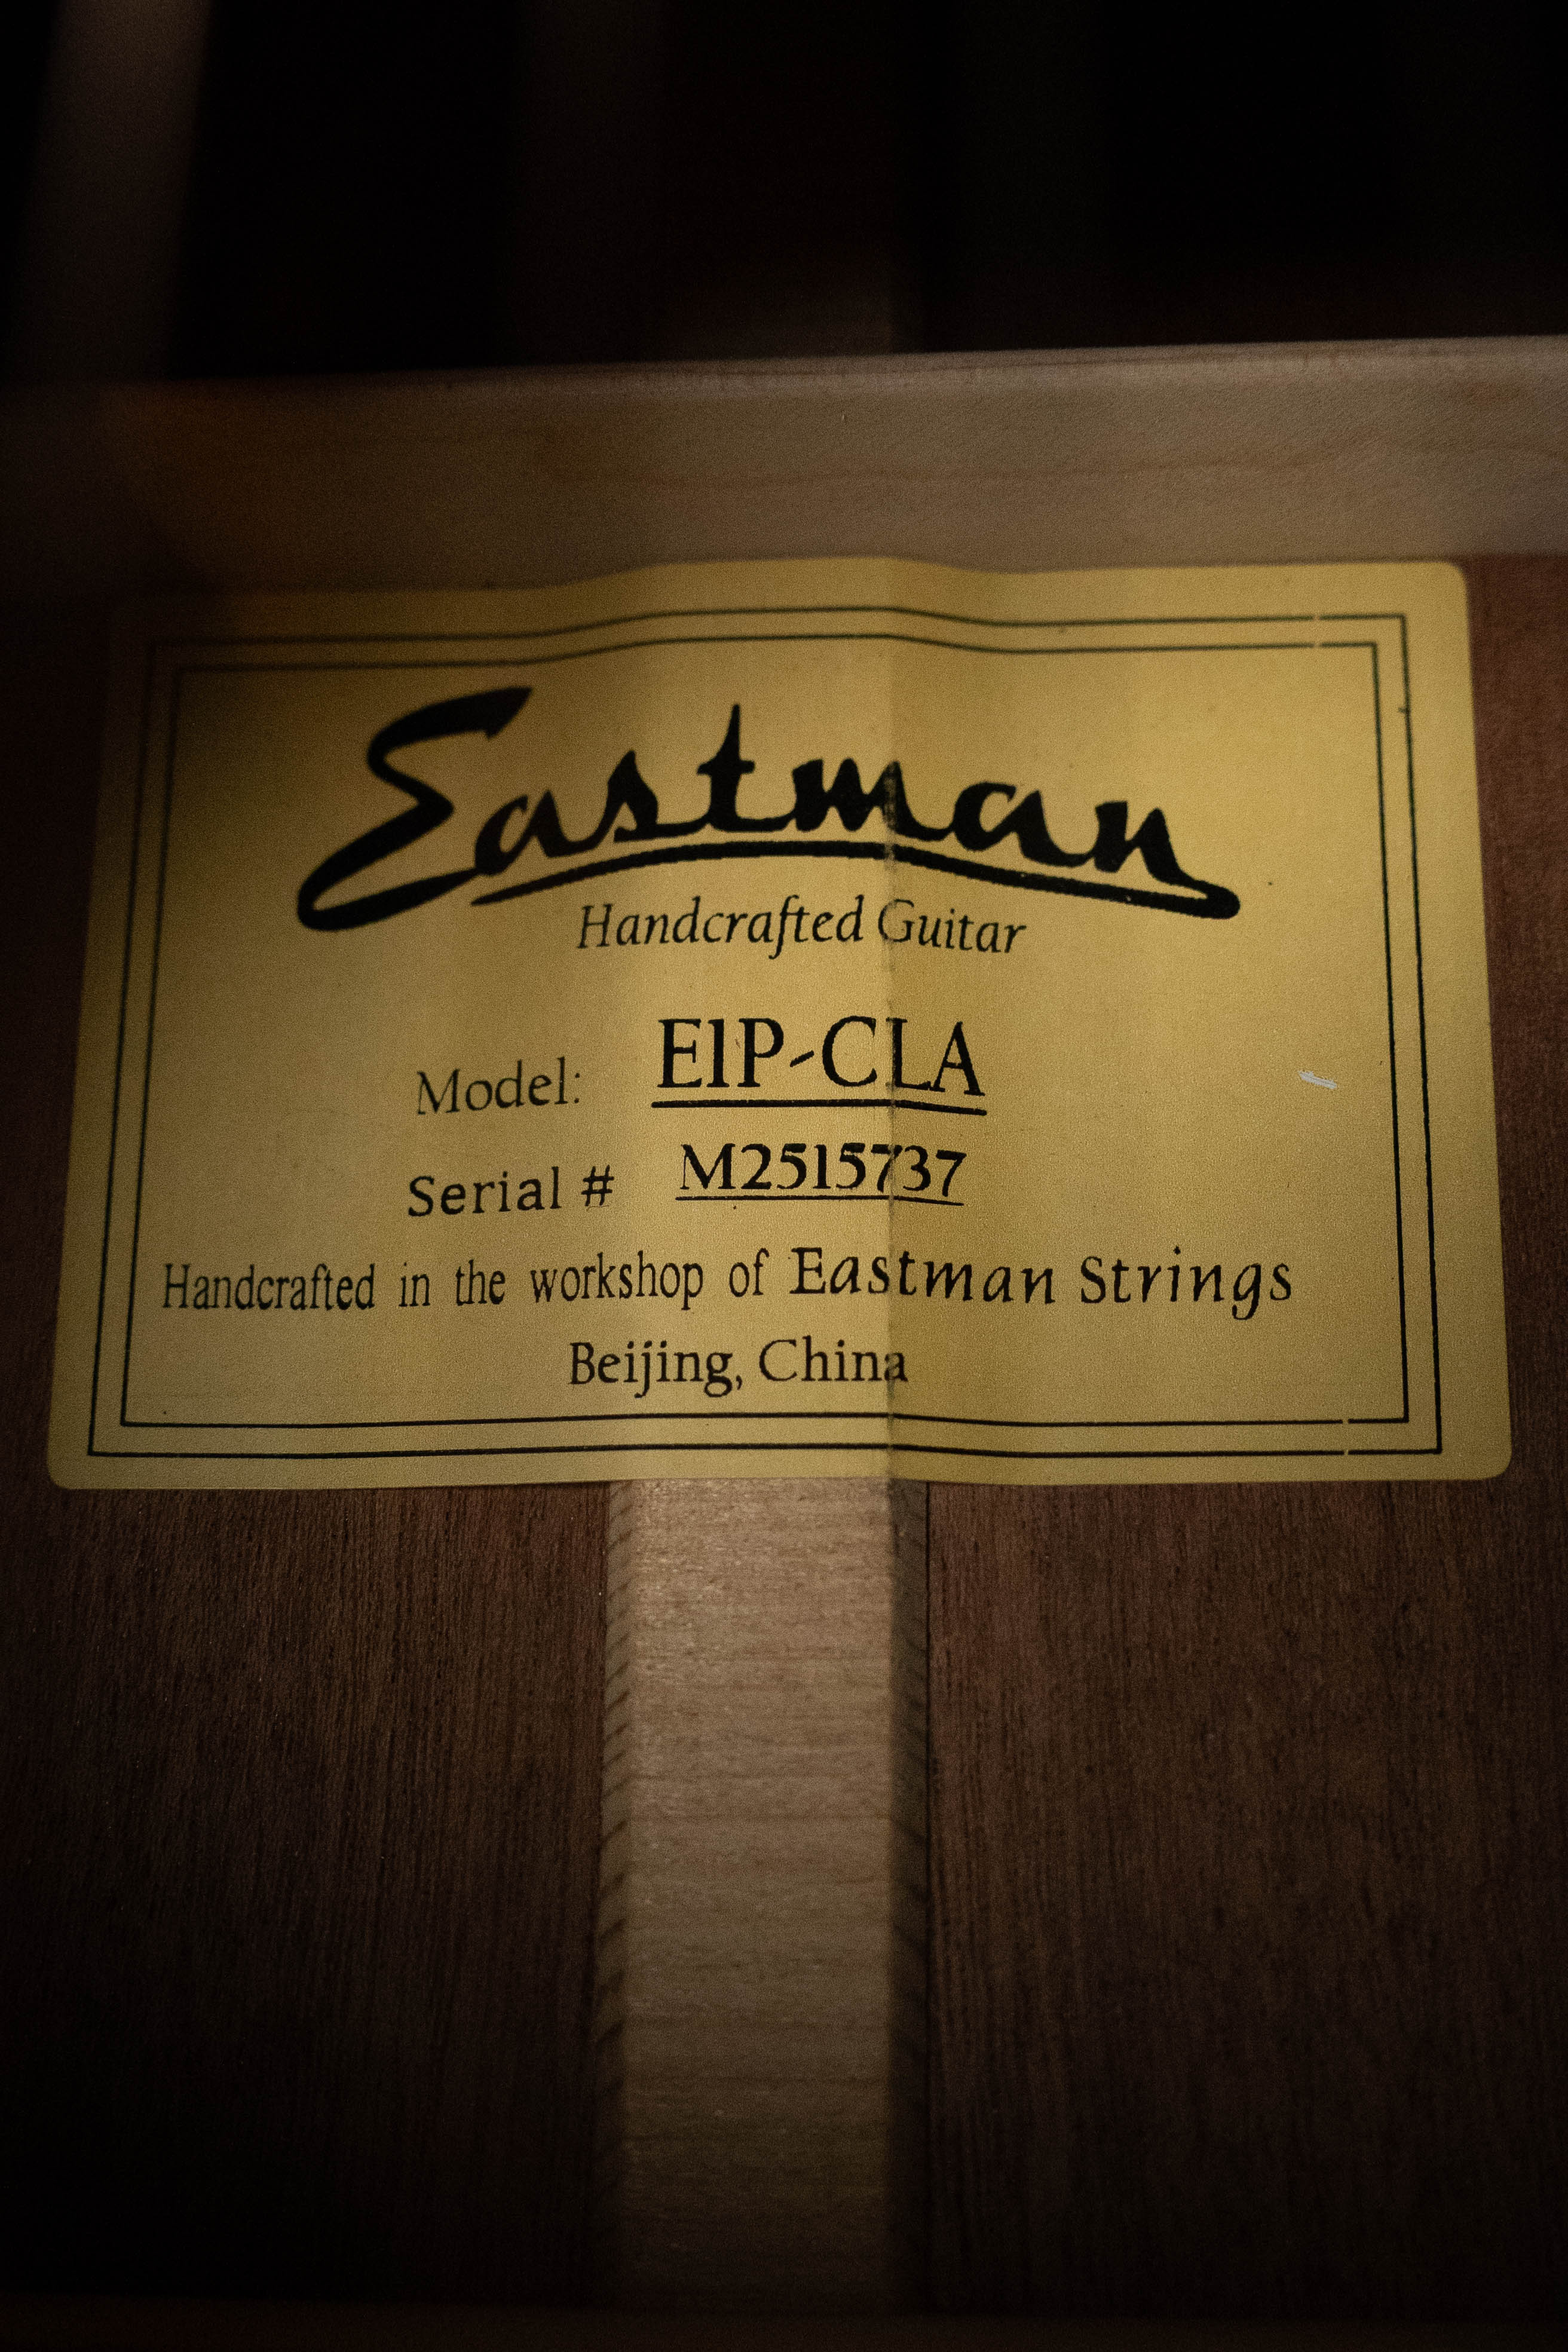 Eastman
Handcrafted Guitar
Model: E1P-CLA
Serial # M2515737
Handcrafted in the workshop of Eastman Strings
Beijing, China